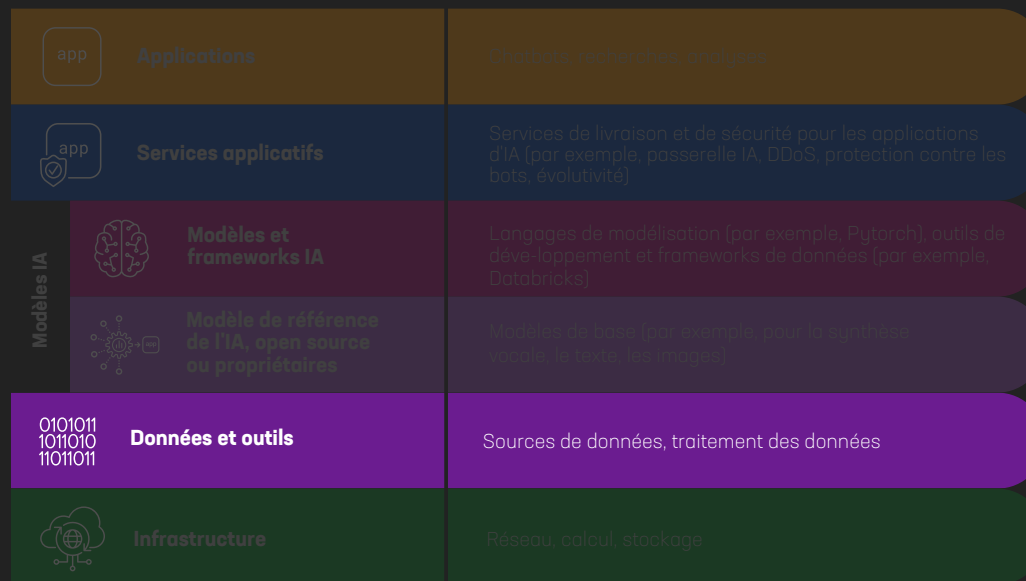 app
Applications
app
Services applicatifs
Services de livraison et de sécurité pour les applications
d'IA (par exemple, passerelle IA, DDoS, protection contre les
bots, évolutivité)
Modèles IA
Modèles et
frameworks IA
Langages de modélisation (par exemple, Pytorch), outils de
déve-loppement et frameworks de données (par exemple,
Databricks)
Modèle de référence
de l'IA, open source
ou propriétaires
Modèles de base (par exemple, pour la synthèse
vocale, le texte, les images)
0101011
1011010
11011011
Données et outils
Sources de données, traitement des données
Infrastructure
Réseau, calcul, stockage